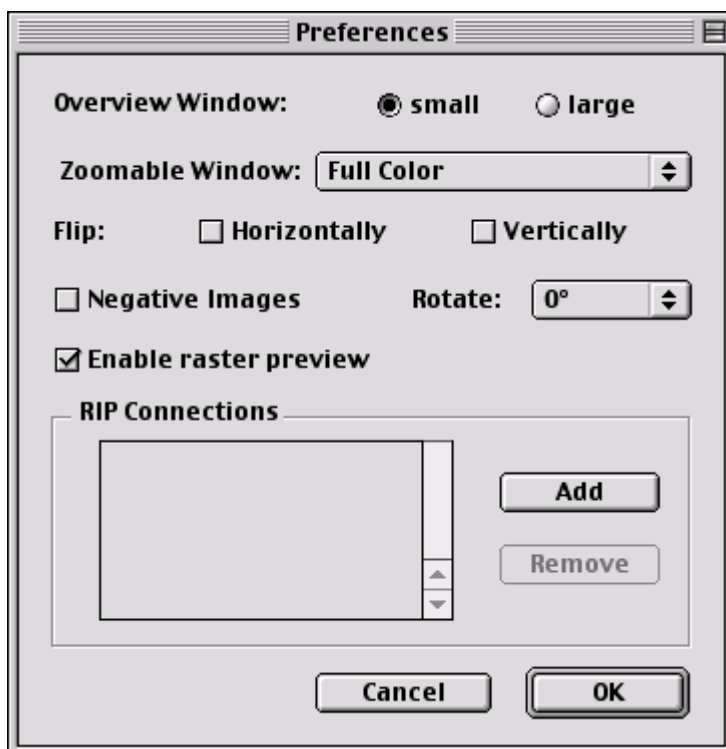 Preferences
Overview Window: small large
Zoomable Window: Full Color
Flip: Horizontally Vertically
Negative Images Rotate: 0°
Enable raster preview
RIP Connections
Add
Remove
Cancel OK